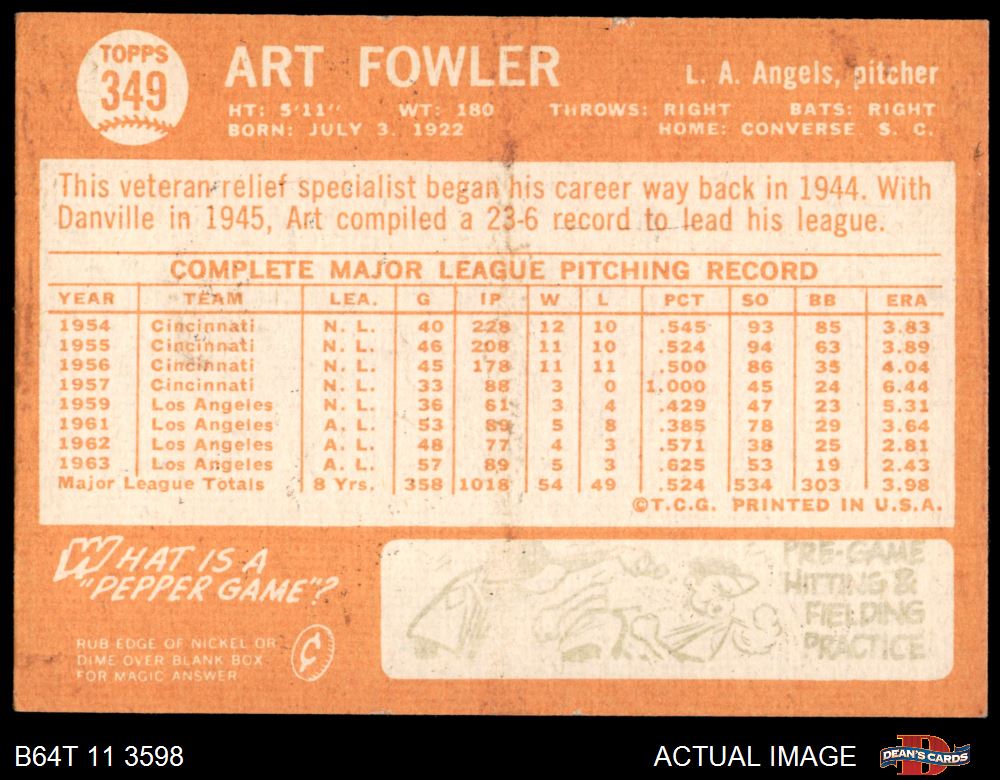 TOPPS
349
ART FOWLER
L. A. Angels, pitcher
HT: 5'11" WT: 180 THROWS: RIGHT BATS: RIGHT
BORN: JULY 3, 1922 HOME: CONVERSE S. C.
This veteran relief specialist began his career way back in 1944. With
Danville in 1945, Art compiled a 23-6 record to lead his league.
COMPLETE MAJOR LEAGUE PITCHING RECORD
YEAR TEAM LEA. G IP W L PCT SO BB ERA
1954 Cincinnati N. L. 40 228 12 10 .545 93 85 3.83
1955 Cincinnati N. L. 46 208 11 10 .524 94 63 3.89
1956 Cincinnati N. L. 45 178 11 11 .500 86 35 4.04
1957 Cincinnati N. L. 33 88 3 0 1,000 45 24 6.44
1959 Los Angeles N. L. 36 61 3 4 .429 47 23 5.31
1961 Los Angeles A. L. 53 89 5 8 .385 78 29 3.64
1962 Los Angeles A. L. 48 77 4 3 .571 38 25 2.81
1963 Los Angeles A. L. 57 89 5 3 .625 53 19 2.43
Major League Totals 8 Yrs. 358 1018 54 49 .524 534 303 3.98
©T.C.G. PRINTED IN U.S.A.
WHAT IS A
"PEPPER GAME"?
RUB EDGE OF NICKEL OR
DIME OVER BLANK BOX
FOR MAGIC ANSWER
¢
PRE-GAME
HITTING &
FIELDING
PRACTICE
B64T 11 3598
ACTUAL IMAGE
DEAN'S CARDS